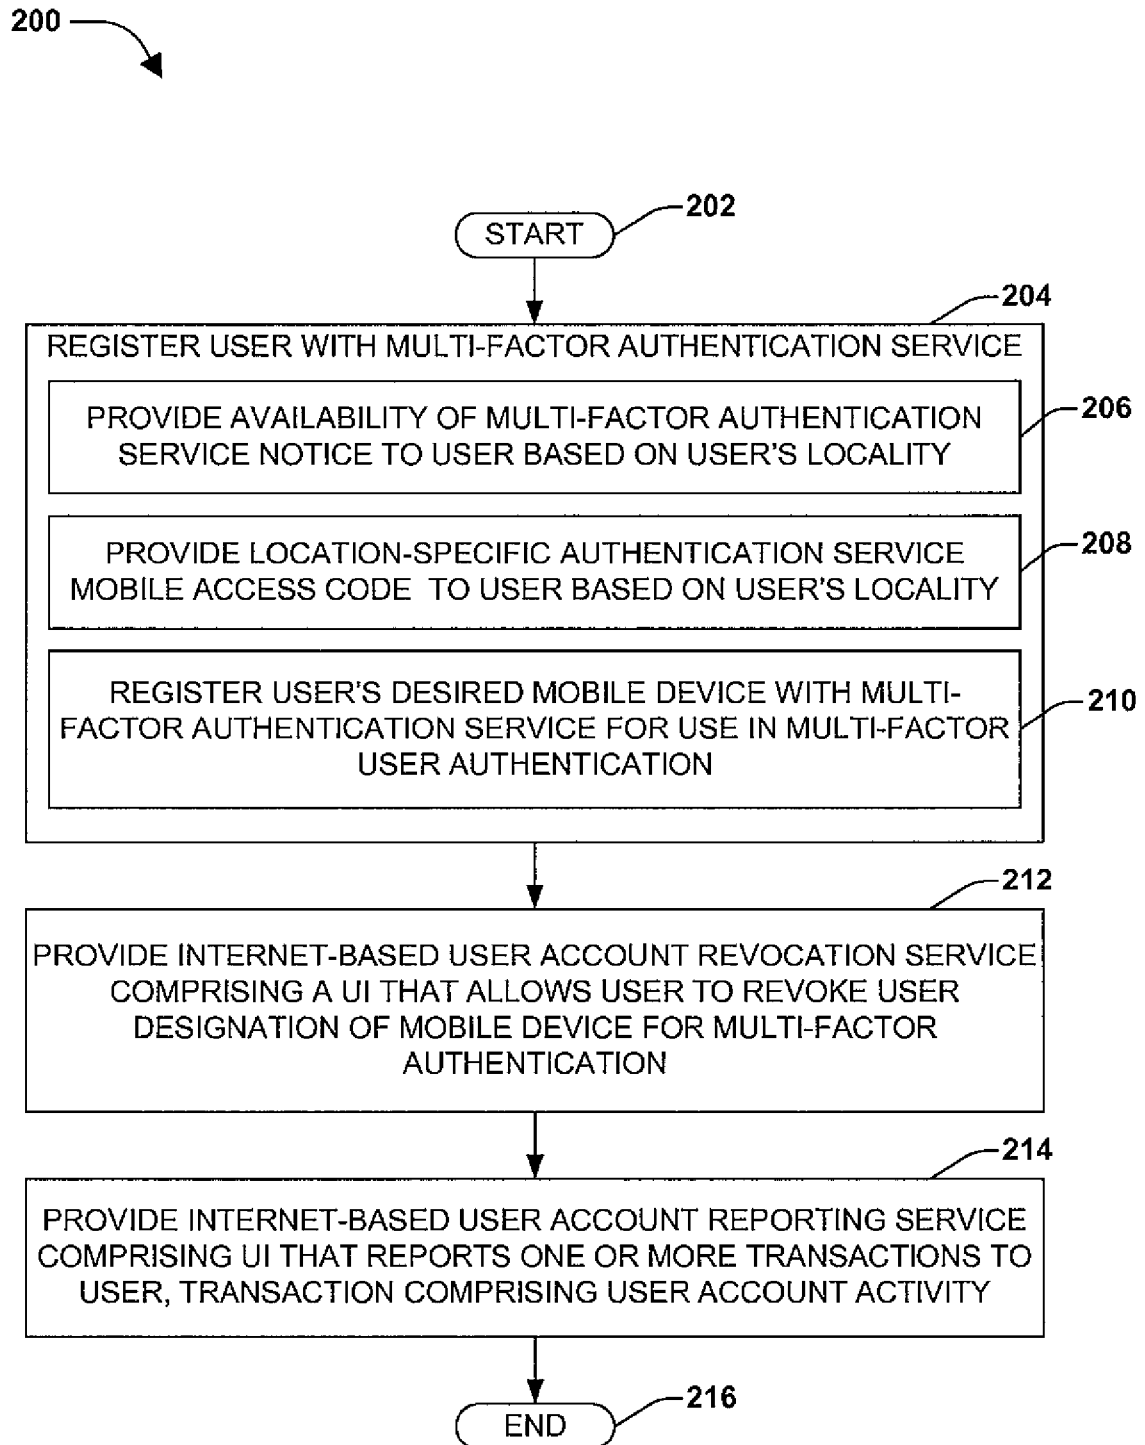 200
202
START
204
REGISTER USER WITH MULTI-FACTOR AUTHENTICATION SERVICE
206
PROVIDE AVAILABILITY OF MULTI-FACTOR AUTHENTICATION
SERVICE NOTICE TO USER BASED ON USER'S LOCALITY
208
PROVIDE LOCATION-SPECIFIC AUTHENTICATION SERVICE
MOBILE ACCESS CODE TO USER BASED ON USER'S LOCALITY
210
REGISTER USER'S DESIRED MOBILE DEVICE WITH MULTI-
FACTOR AUTHENTICATION SERVICE FOR USE IN MULTI-FACTOR
USER AUTHENTICATION
212
PROVIDE INTERNET-BASED USER ACCOUNT REVOCATION SERVICE
COMPRISING A UI THAT ALLOWS USER TO REVOKE USER
DESIGNATION OF MOBILE DEVICE FOR MULTI-FACTOR
AUTHENTICATION
214
PROVIDE INTERNET-BASED USER ACCOUNT REPORTING SERVICE
COMPRISING UI THAT REPORTS ONE OR MORE TRANSACTIONS TO
USER, TRANSACTION COMPRISING USER ACCOUNT ACTIVITY
216
END